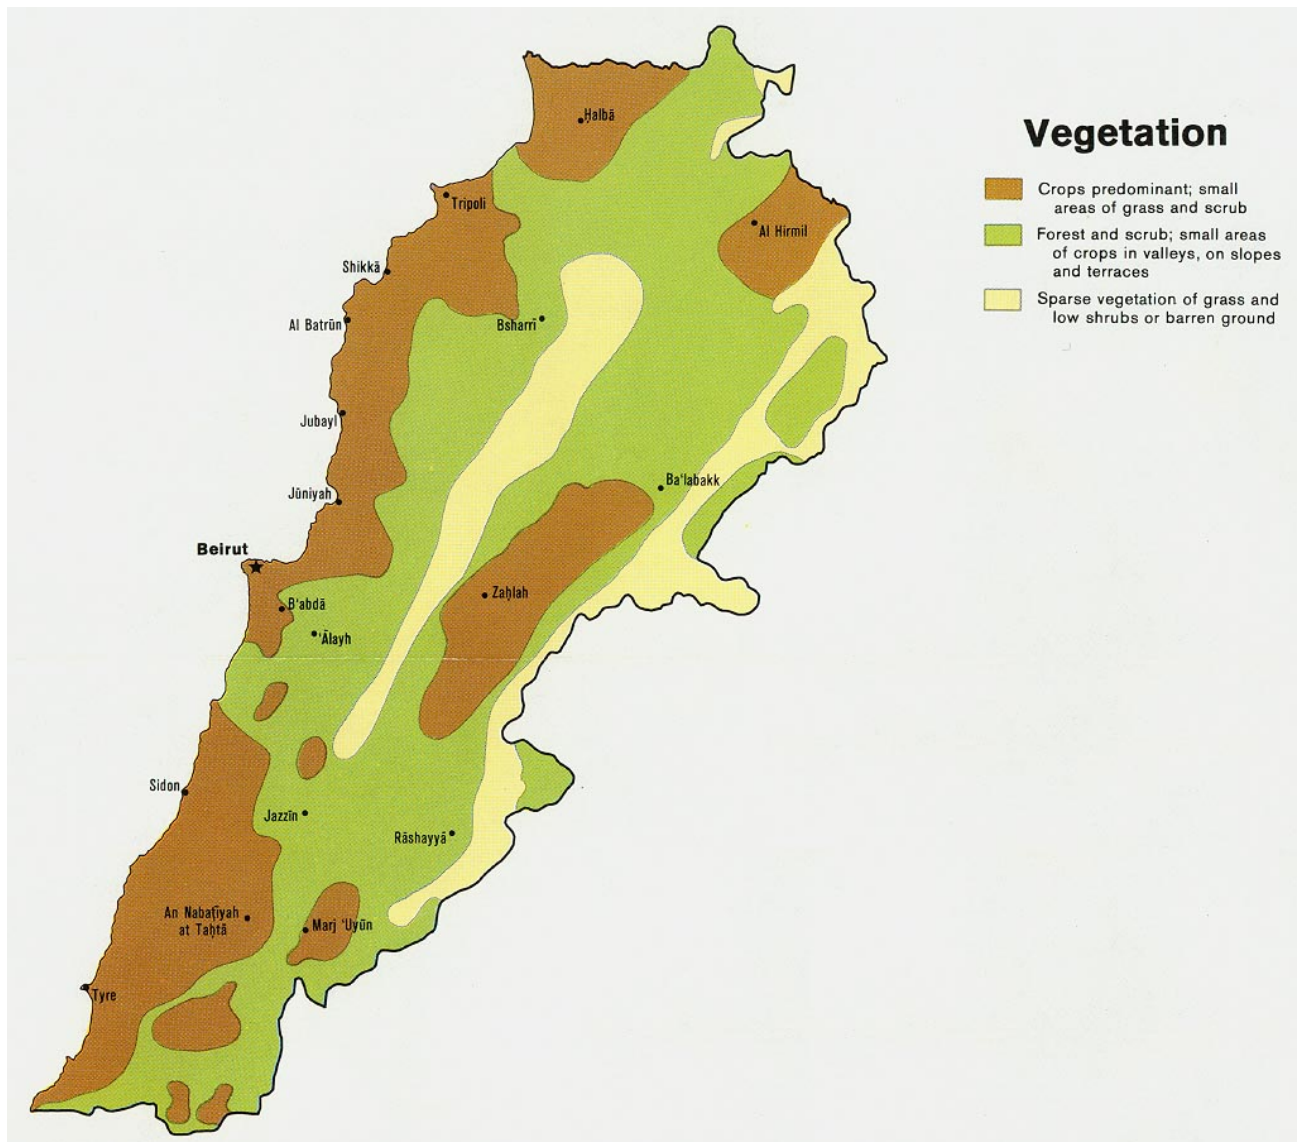 Vegetation
Crops predominant; small
areas of grass and scrub
Forest and scrub; small areas
of crops in valleys, on slopes
and terraces
Sparse vegetation of grass and
low shrubs or barren ground
Ḥalbā
Tripoli
Al Hirmil
Shikkā
Al Batrūn
Bsharrī
Jubayl
Ba'labakk
Jūniyah
Beirut
Zaḩlah
B'abdā
'Ālayh
Sidon
Jazzīn
Rāshayyā
An Nabaţīyah
at Taḩtā
Marj 'Uyūn
Tyre